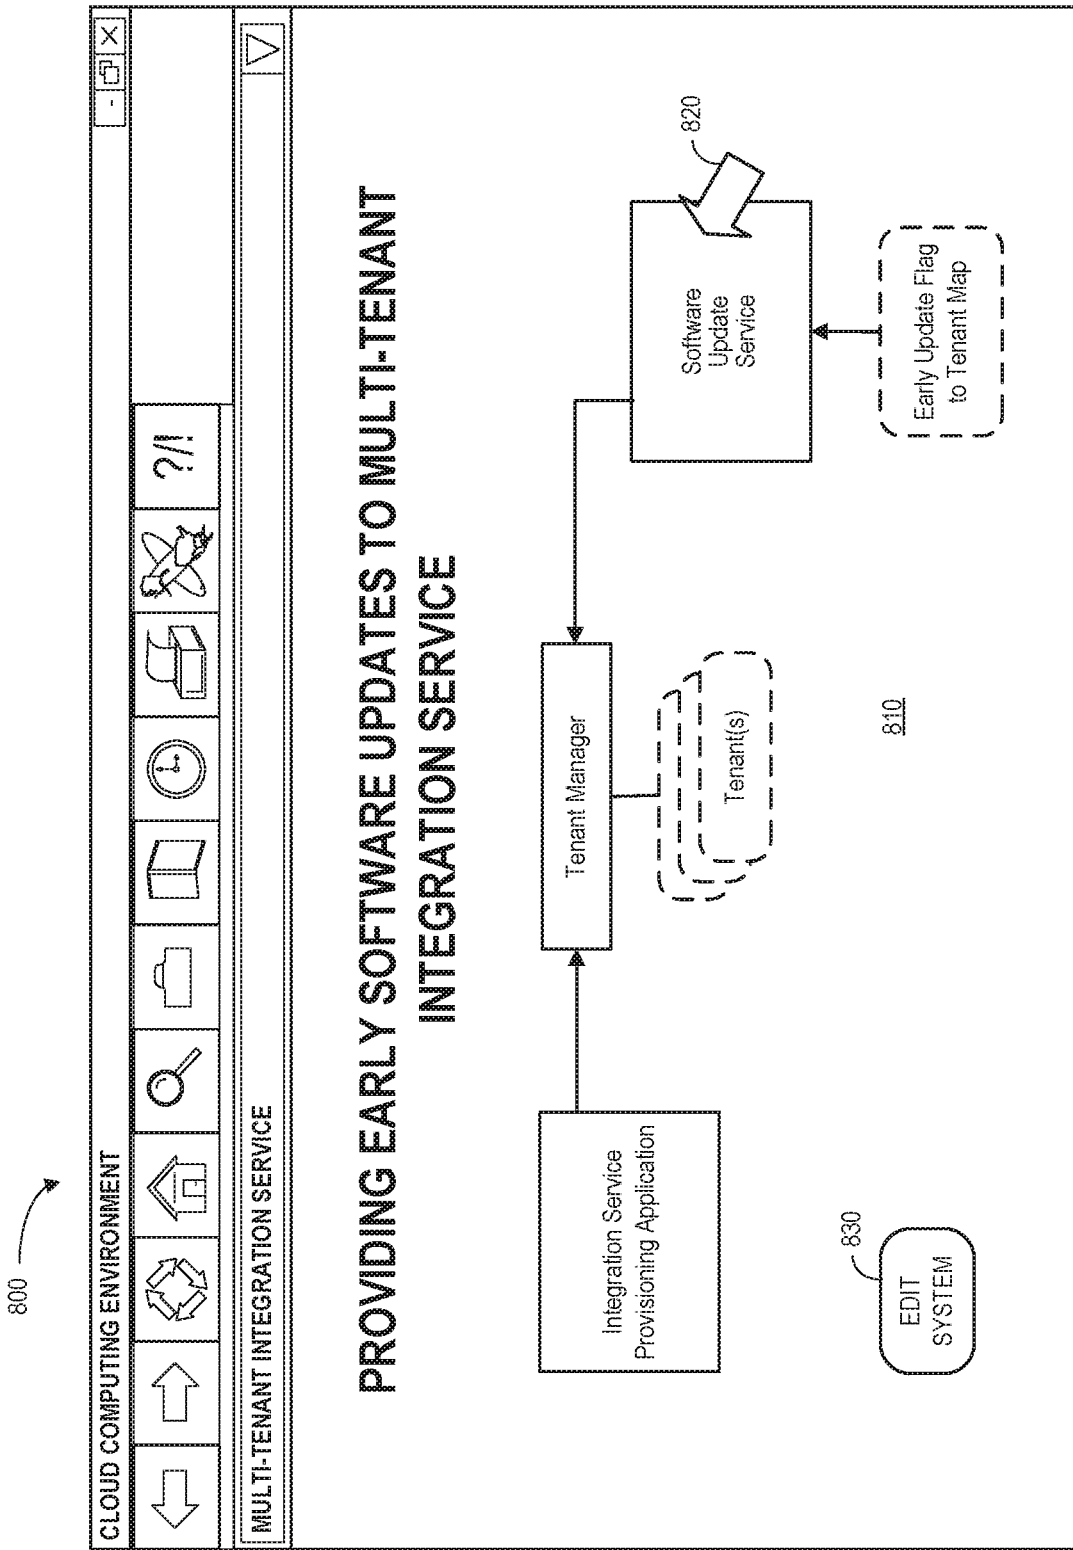 800
CLOUD COMPUTING ENVIRONMENT
- X
?/!
MULTI-TENANT INTEGRATION SERVICE
PROVIDING EARLY SOFTWARE UPDATES TO MULTI-TENANT
INTEGRATION SERVICE
Integration Service
Provisioning Application
Tenant Manager
Tenant(s)
Software
Update
Service
820
Early Update Flag
to Tenant Map
830
EDIT
SYSTEM
810